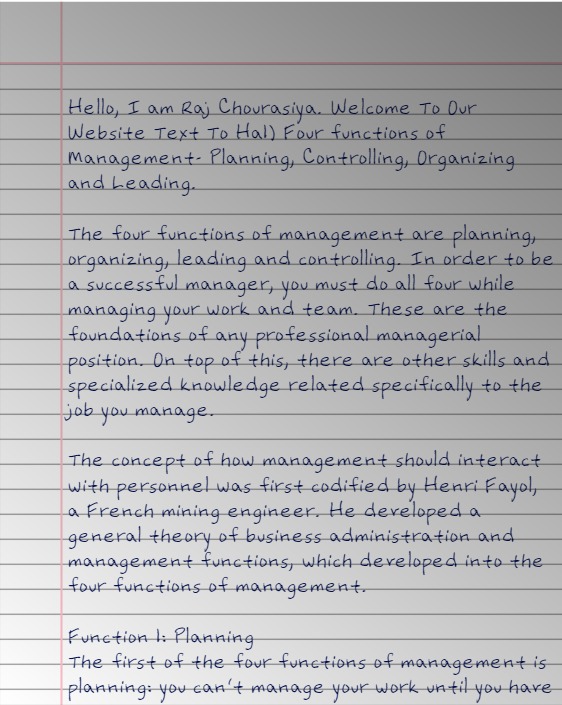 Hello, I am Raj Chourasiya. Welcome To Our
Website Text To Hal) Four functions of
Management- Planning, Controlling, Organizing
and Leading.
The four functions of management are planning,
organizing, leading and controlling. In order to be
a successful manager, you must do all four while
managing your work and team. These are the
foundations of any professional managerial
position. On top of this, there are other skills and
specialized knowledge related specifically to the
job you manage.
The concept of how management should interact
with personnel was first codified by Henri Fayol,
a French mining engineer. He developed a
general theory of business administration and
management functions, which developed into the
four functions of management.
Function 1: Planning
The first of the four functions of management is
planning: you can't manage your work until you have